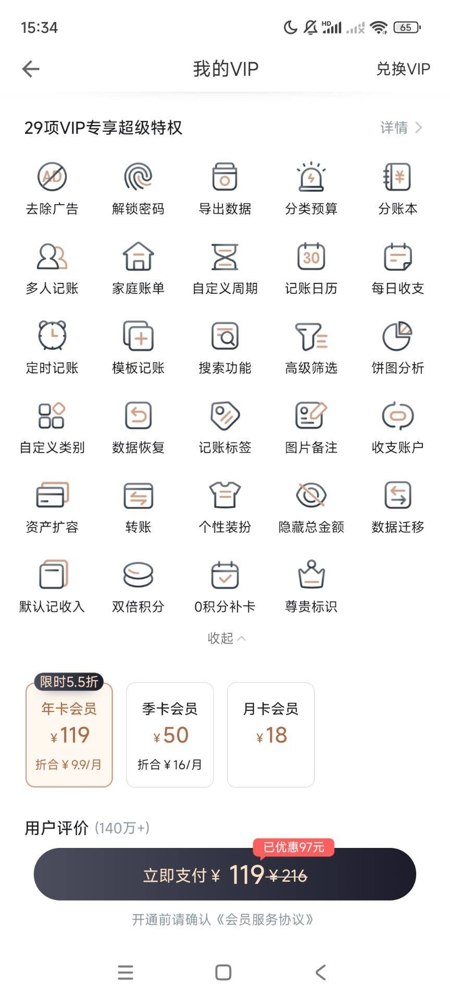 15:34
HD
65
我的VIP
兑换VIP
29项VIP专享超级特权
详情
AD
去除广告 解锁密码 导出数据 分类预算 分账本
30
多人记账 家庭账单 自定义周期 记账日历 每日收支
定时记账 模板记账 搜索功能 高级筛选 饼图分析
自定义类别 数据恢复 记账标签 图片备注 收支账户
资产扩容 转账 个性装扮 隐藏总金额 数据迁移
默认记收入 双倍积分 0积分补卡 尊贵标识
收起
限时5.5折
年卡会员 季卡会员 月卡会员
¥119 ¥50 ¥18
折合¥9.9/月 折合¥16/月
用户评价 (140万+)
已优惠97元
立即支付¥ 119 ¥216
开通前请确认《会员服务协议》